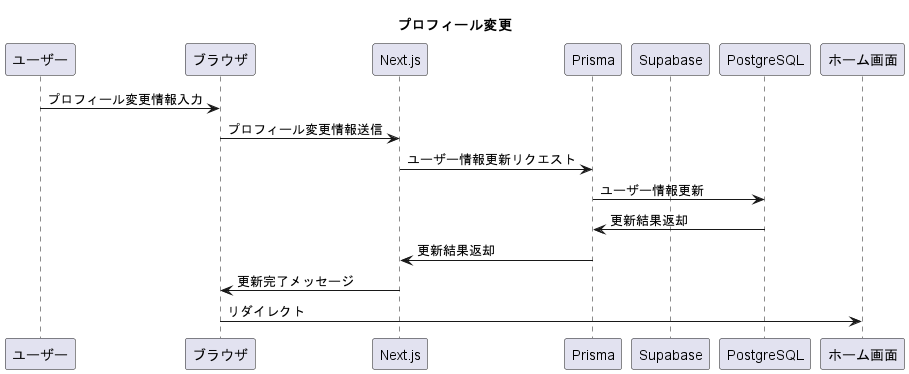 プロフィール変更
ユーザー ブラウザ Next.js Prisma Supabase PostgreSQL ホーム画面
プロフィール変更情報入力
プロフィール変更情報送信
ユーザー情報更新リクエスト
ユーザー情報更新
更新結果返却
更新結果返却
更新完了メッセージ
リダイレクト
ユーザー ブラウザ Next.js Prisma Supabase PostgreSQL ホーム画面